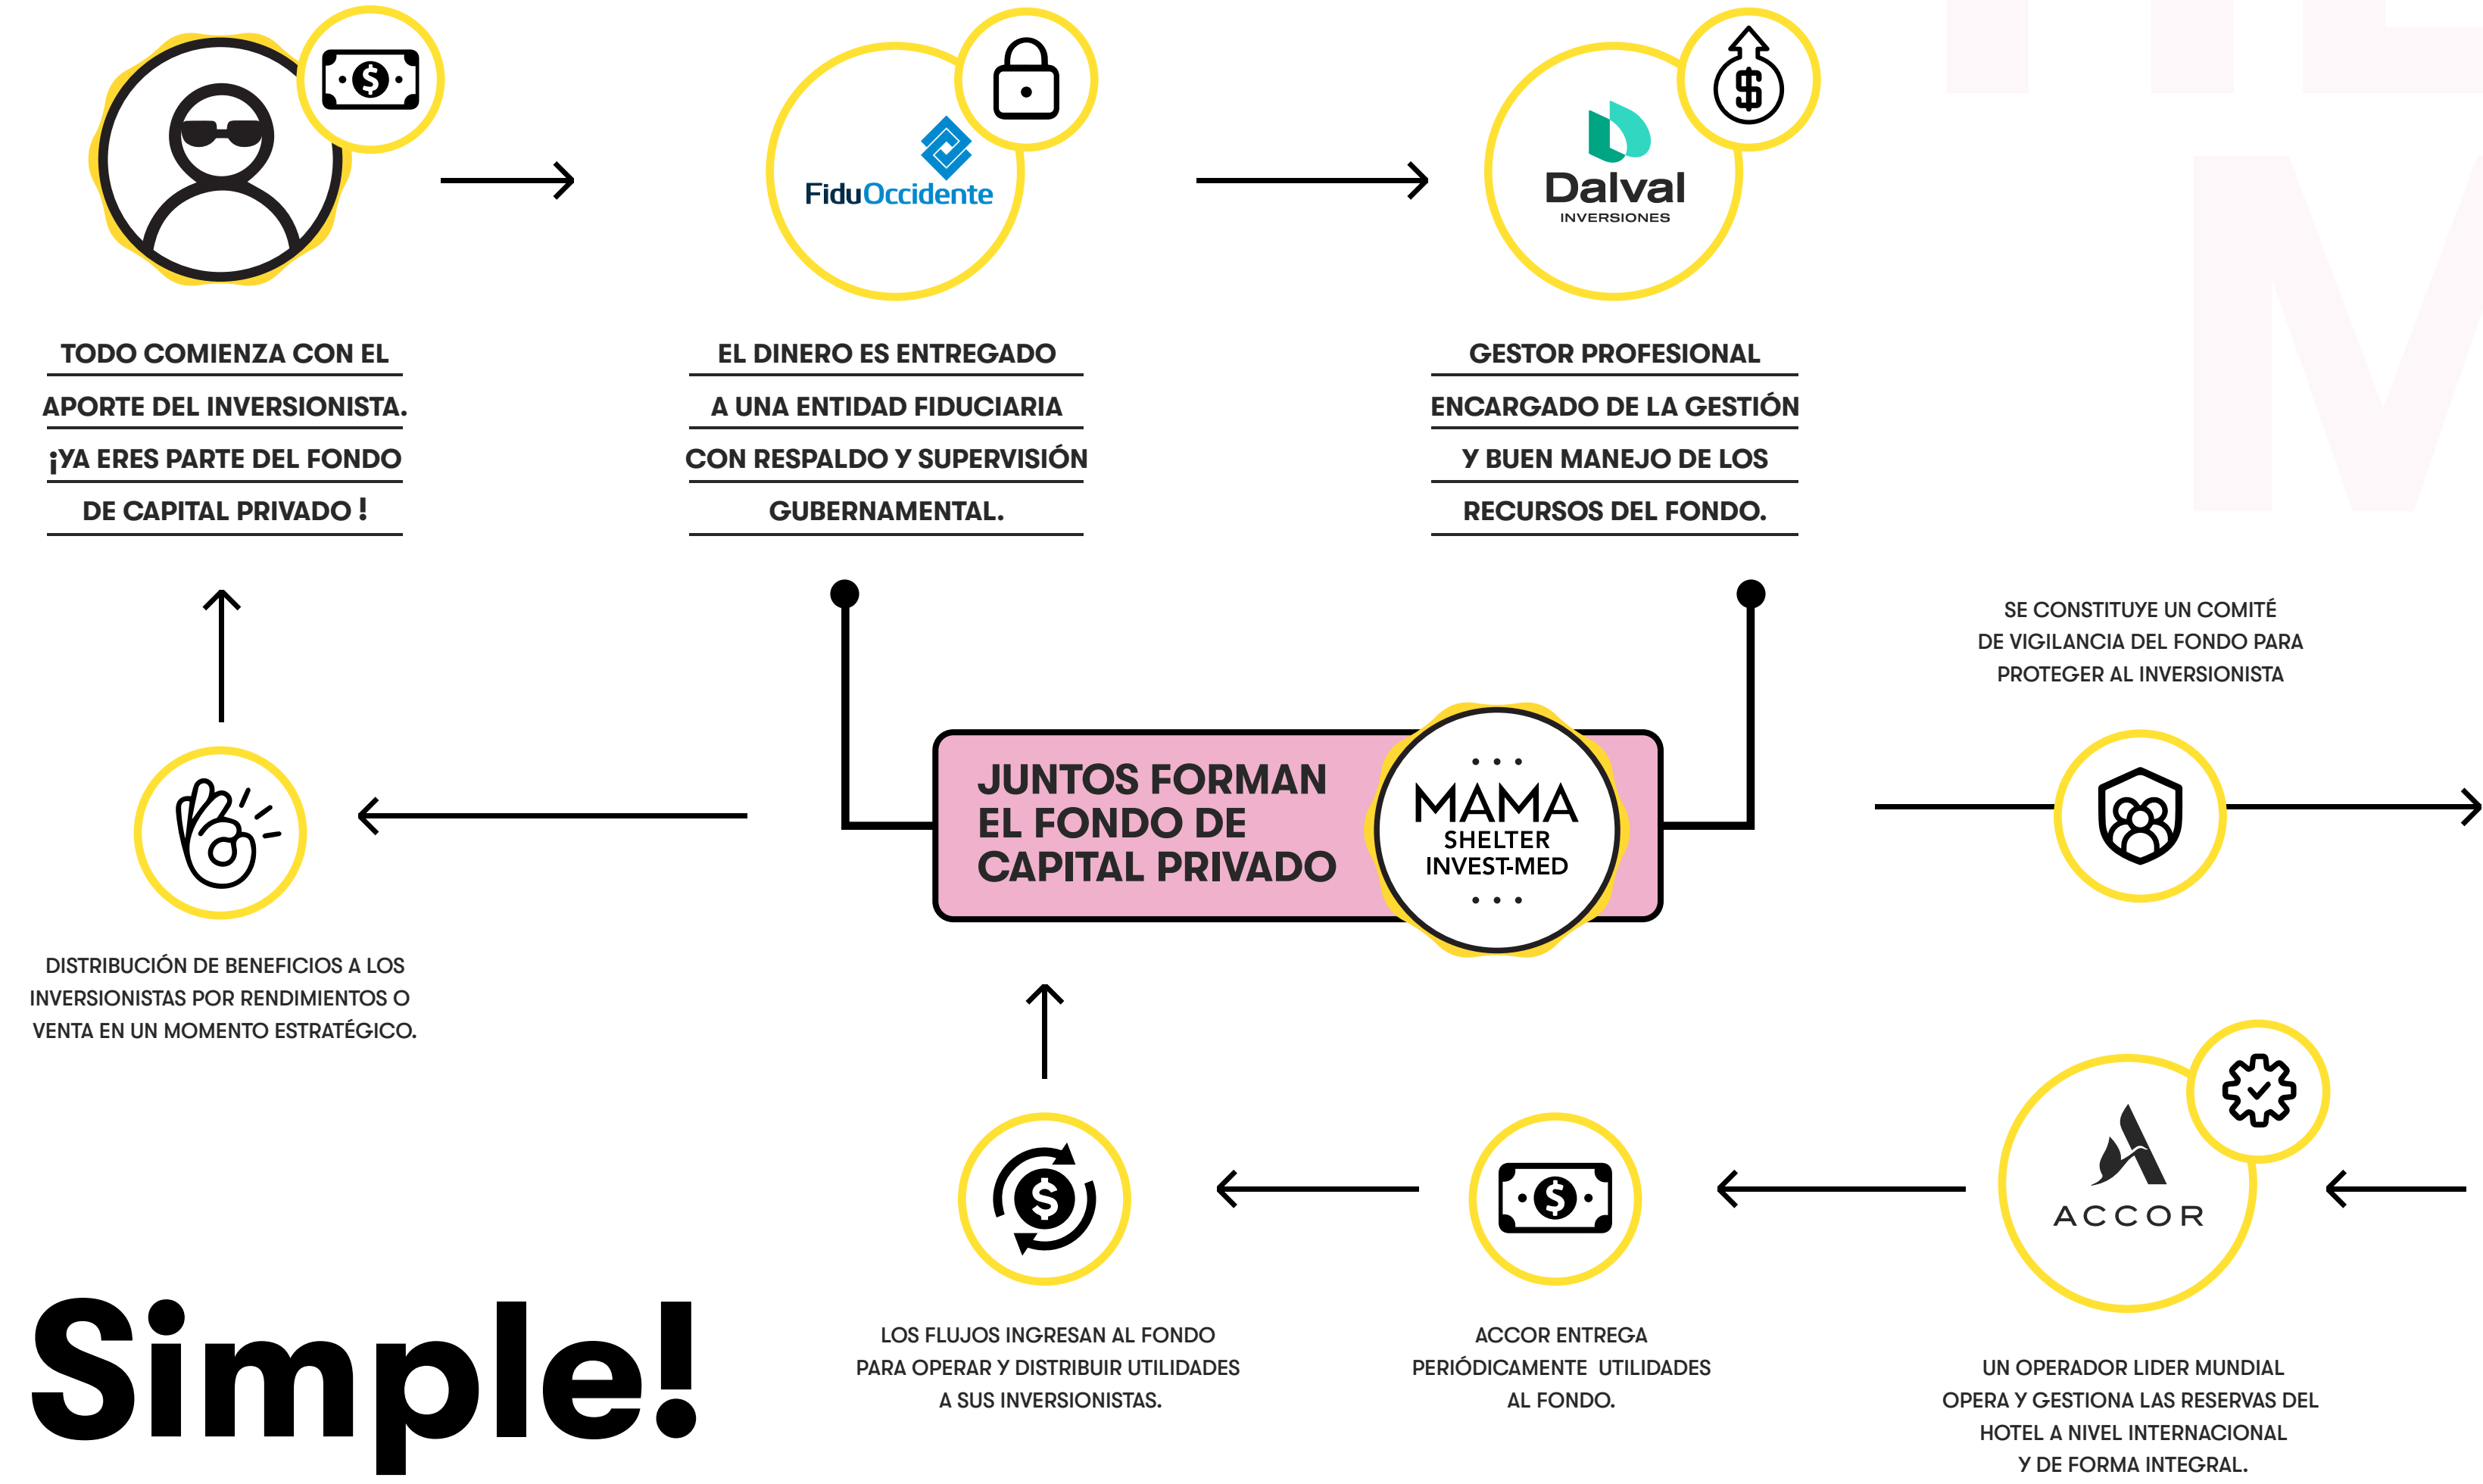 FiduOccidente
Dalval
INVERSIONES
TODO COMIENZA CON EL
APORTE DEL INVERSIONISTA.
¡YA ERES PARTE DEL FONDO
DE CAPITAL PRIVADO !
EL DINERO ES ENTREGADO
A UNA ENTIDAD FIDUCIARIA
CON RESPALDO Y SUPERVISIÓN
GUBERNAMENTAL.
GESTOR PROFESIONAL
ENCARGADO DE LA GESTIÓN
Y BUEN MANEJO DE LOS
RECURSOS DEL FONDO.
SE CONSTITUYE UN COMITÉ
DE VIGILANCIA DEL FONDO PARA
PROTEGER AL INVERSIONISTA
JUNTOS FORMAN
EL FONDO DE
CAPITAL PRIVADO
MAMA
SHELTER
INVEST-MED
DISTRIBUCIÓN DE BENEFICIOS A LOS
INVERSIONISTAS POR RENDIMIENTOS O
VENTA EN UN MOMENTO ESTRATÉGICO.
ACCOR
LOS FLUJOS INGRESAN AL FONDO
PARA OPERAR Y DISTRIBUIR UTILIDADES
A SUS INVERSIONISTAS.
ACCOR ENTREGA
PERIÓDICAMENTE UTILIDADES
AL FONDO.
UN OPERADOR LIDER MUNDIAL
OPERA Y GESTIONA LAS RESERVAS DEL
HOTEL A NIVEL INTERNACIONAL
Y DE FORMA INTEGRAL.
Simple!